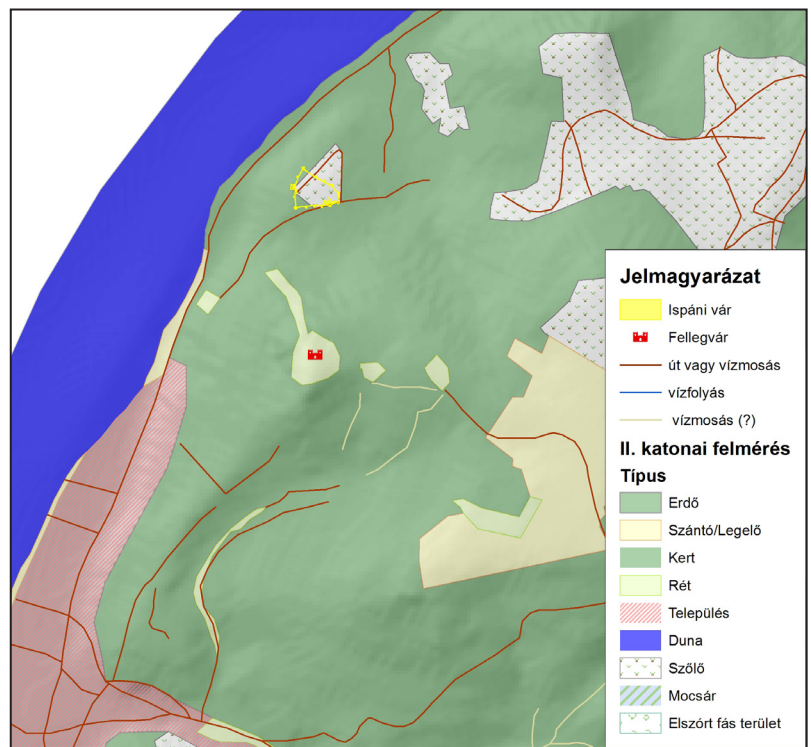 Jelmagyarázat
Ispáni vár
Fellegvár
út vagy vízmosás
vízfolyás
vízmosás (?)
II. katonai felmérés
Típus
Erdő
Szántó/Legelő
Kert
Rét
Település
Duna
Szőlő
Mocsár
Elszórt fás terület